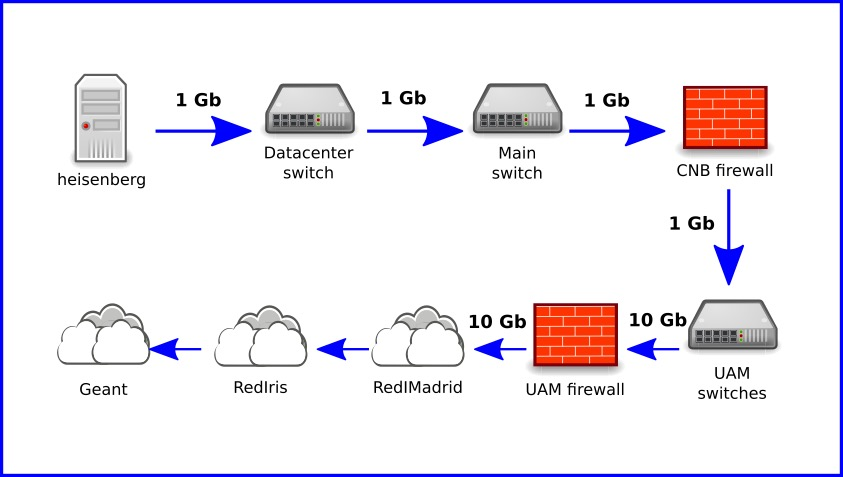 1 Gb
1 Gb
1 Gb
heisenberg
Datacenter
switch
Main
switch
CNB firewall
1 Gb
10 Gb
10 Gb
Geant
RedIris
RedIMadrid
UAM firewall
UAM
switches